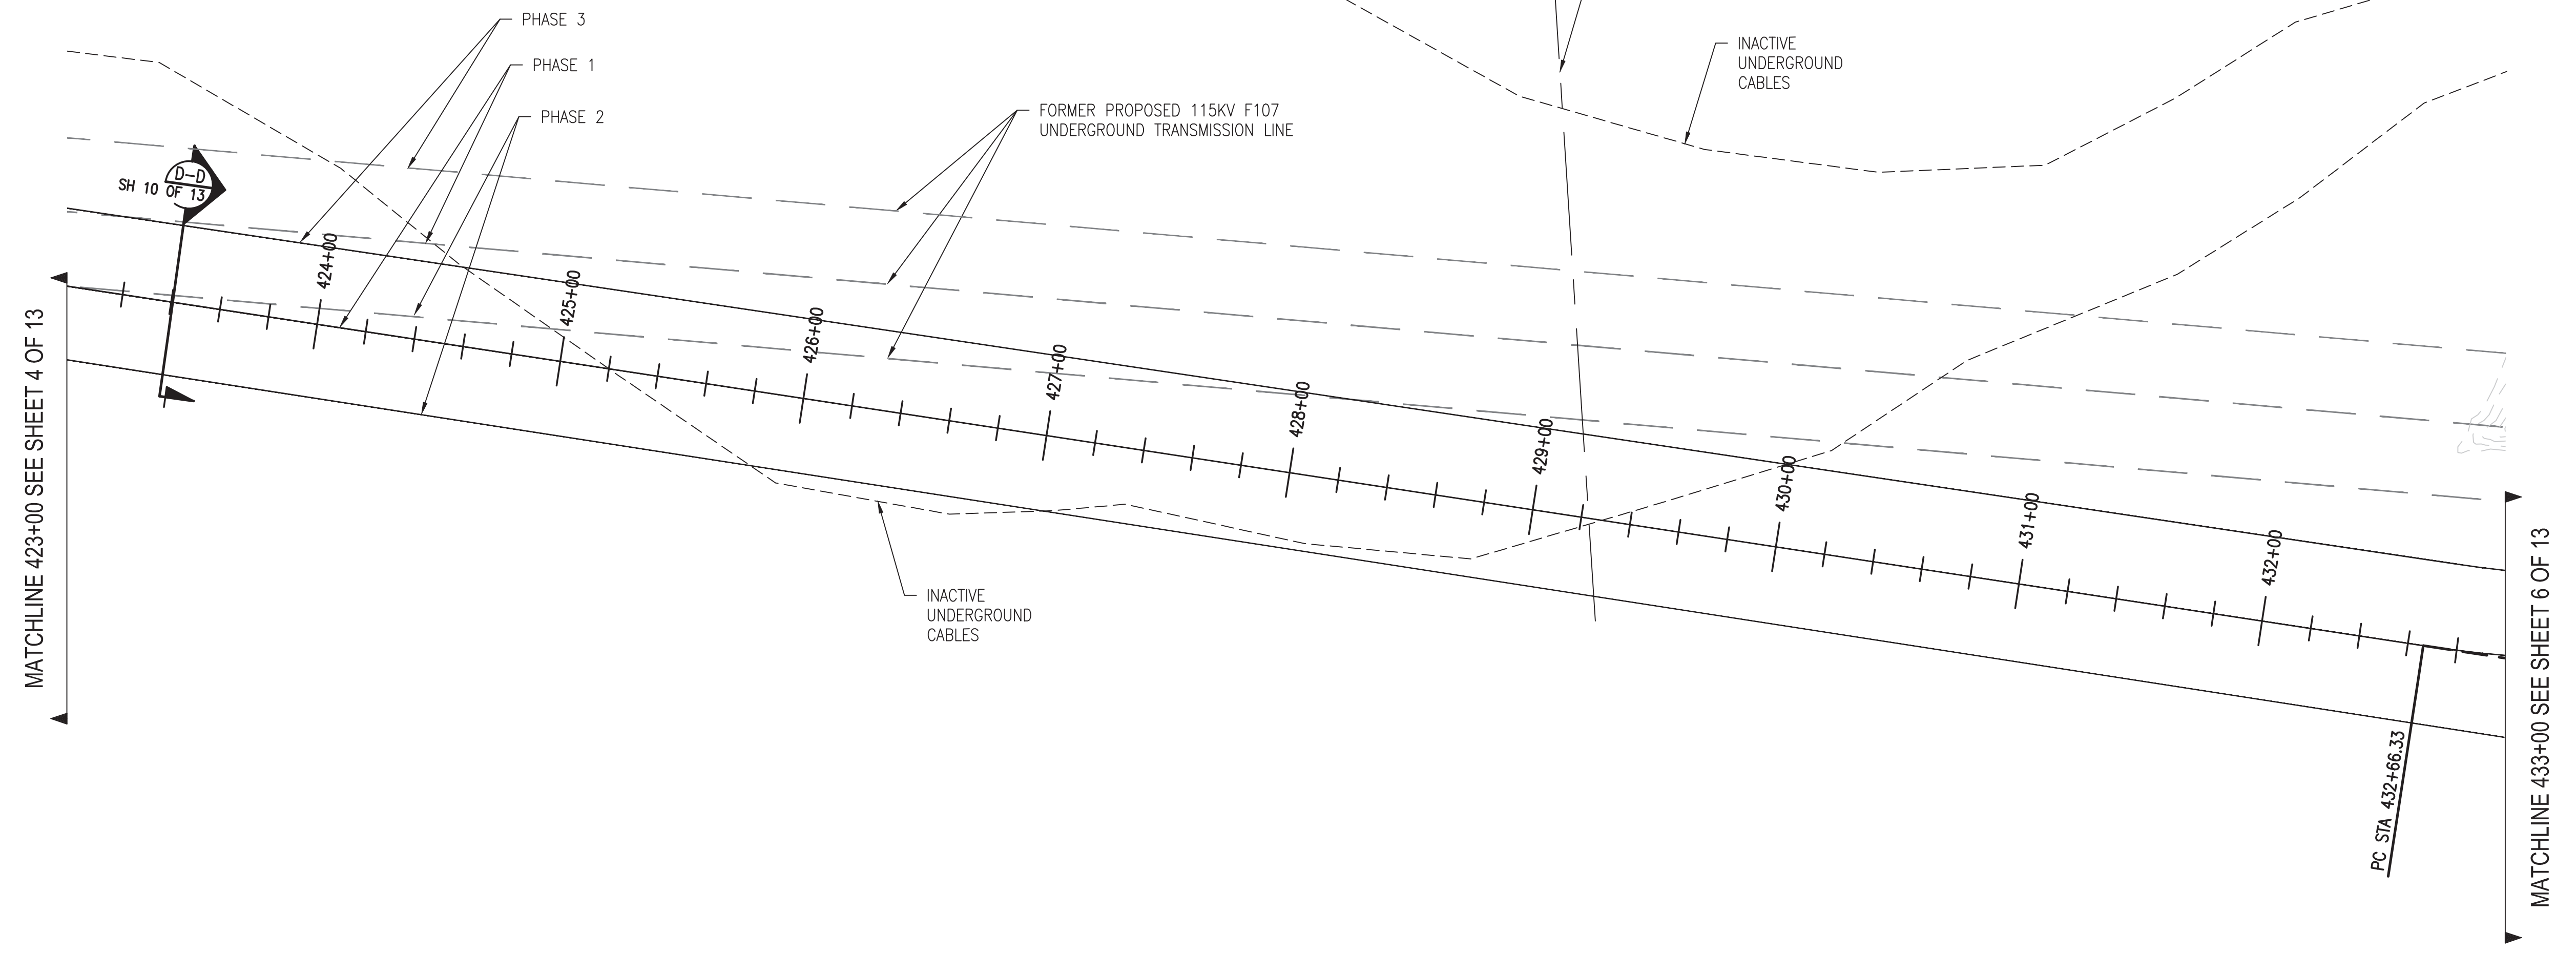 PHASE 3
PHASE 1
PHASE 2
INACTIVE
UNDERGROUND
CABLES
FORMER PROPOSED 115KV F107
UNDERGROUND TRANSMISSION LINE
D-D
SH 10 OF 13
424+00
425+00
426+00
427+00
428+00
429+00
430+00
431+00
432+00
MATCHLINE 423+00 SEE SHEET 4 OF 13
INACTIVE
UNDERGROUND
CABLES
PC STA 432+66.33
MATCHLINE 433+00 SEE SHEET 6 OF 13